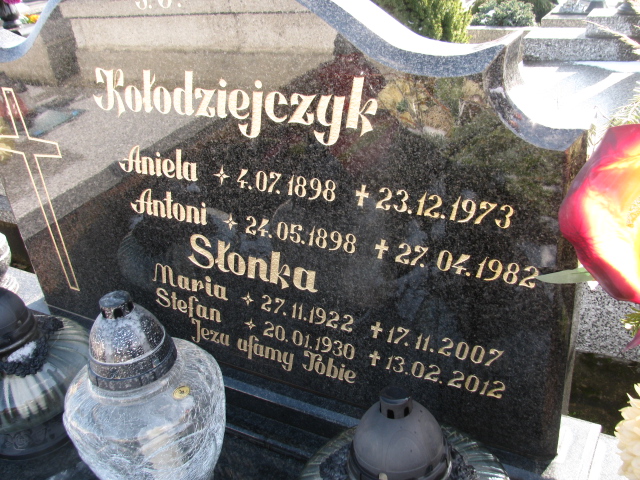 Ś.P.
Kołodziejczyk
Aniela ✧ 4.07.1898 ✝ 23.12.1973
Antoni ✧ 24.05.1898 ✝ 27.04.1982
Słonka
Maria ✧ 27.11.1922 ✝ 17.11.2007
Stefan ✧ 20.01.1930 ✝ 13.02.2012
Jezu ufamy Tobie